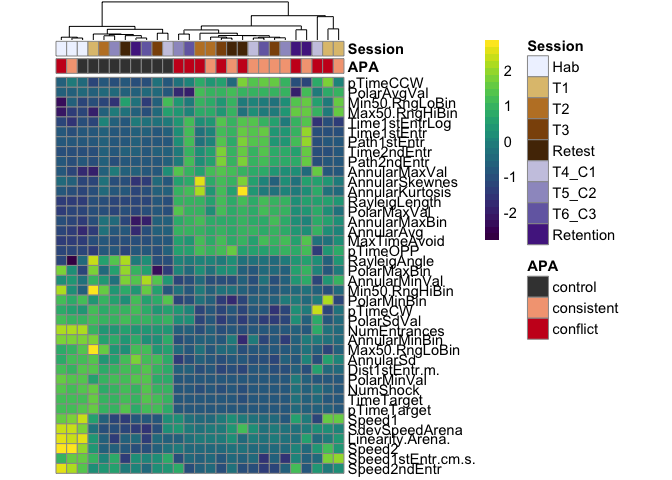 Session
APA
pTimeCCW
PolarAvgVal
Min50.RngLoBin
Max50.RngHiBin
Time1stEntrLog
Time1stEntr
Path1stEntr
Time2ndEntr
Path2ndEntr
AnnularMaxVal
AnnularSkewnes
AnnularKurtosis
RayleigLength
PolarMaxVal
AnnularMaxBin
AnnularAvg
MaxTimeAvoid
pTimeOPP
RayleigAngle
PolarMaxBin
AnnularMinVal
Min50.RngHiBin
PolarMinBin
pTimeCW
PolarSdVal
NumEntrances
AnnularMinBin
Max50.RngLoBin
AnnularSd
Dist1stEntr.m.
PolarMinVal
NumShock
TimeTarget
pTimeTarget
Speed1
SdevSpeedArena
Linearity.Arena.
Speed2
Speed1stEntr.cm.s.
Speed2ndEntr
2
1
0
-1
-2
Session
Hab
T1
T2
T3
Retest
T4_C1
T5_C2
T6_C3
Retention
APA
control
consistent
conflict